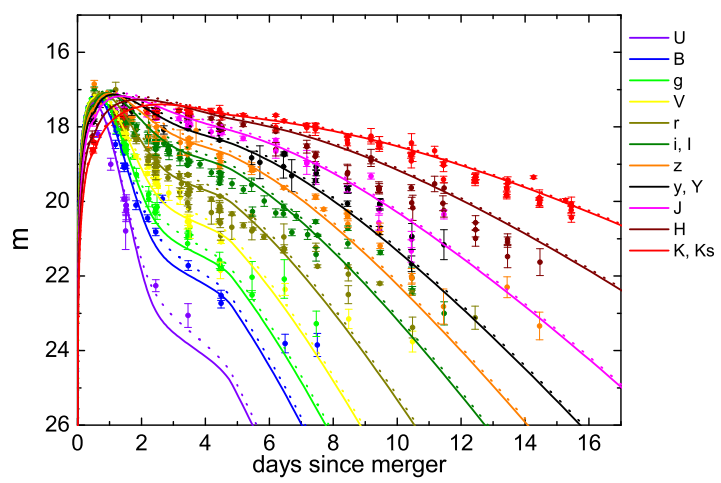 m
16
18
20
22
24
26
0 2 4 6 8 10 12 14 16
days since merger
U
B
g
V
r
i, I
z
y, Y
J
H
K, Ks